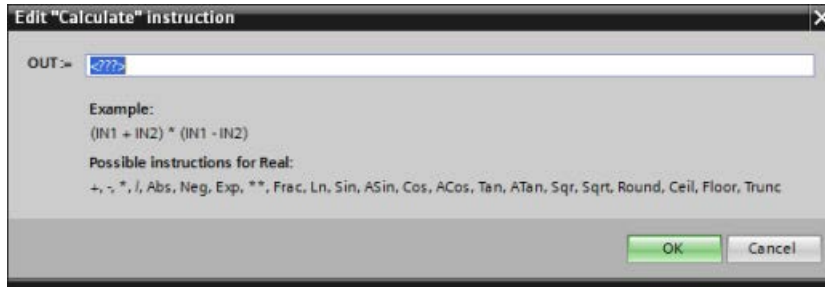 Edit "Calculate" instruction
OUT:= <???>
Example:
(IN1 + IN2) * (IN1 - IN2)
Possible instructions for Real:
+, -, *, /, Abs, Neg, Exp, **, Frac, Ln, Sin, ASin, Cos, ACos, Tan, ATan, Sqr, Sqrt, Round, Ceil, Floor, Trunc
OK Cancel